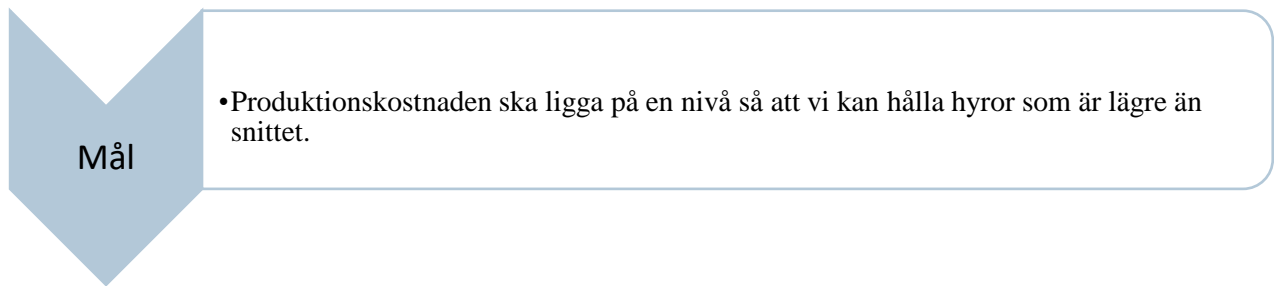 Mål
•Produktionskostnaden ska ligga på en nivå så att vi kan hålla hyror som är lägre än
snittet.